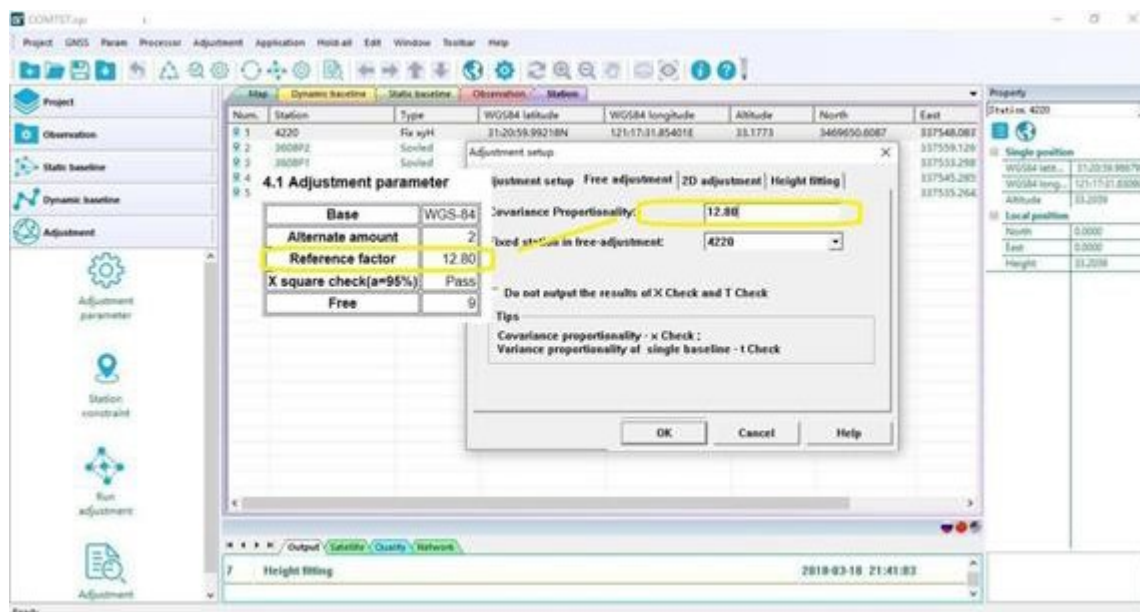 Project GNSS Param Processor Adjustment Application Hold-all Edit Window Toolbar Help
Project
Observation
Static baseline
Dynamic baseline
Adjustment
Adjustment parameter
Station constraint
Run adjustment
Adjustment
Map Dynamic baseline Static baseline Observation Station
Num. Station Type WGS84 latitude WGS84 longitude Altitude North East
1 4220 Fix xyH 31:20:59.99218N 121:17:31.85401E 33.1773 3469650.6087
2
3
4
5
4.1 Adjustment parameter
Base WGS-84
Alternate amount 2
Reference factor 12.80
X square check(a=95%) Pass
Free 9
Adjustment setup
djustment setup Free adjustment 2D adjustment Height fitting
Covariance Proportionality: 12.80
Fixed station in free-adjustment: 4220
Do not output the results of X Check and T Check
Tips
Covariance proportionality - x Check ;
Variance proportionality of single baseline - t Check
OK Cancel Help
Property
Station 4220
Single position
Altitude 33.2039
Local position
North 0.0000
East 0.0000
Height 33.2039
Output Satellite Quality Network
7 Height fitting 2018-03-18 21:41:03
Ready